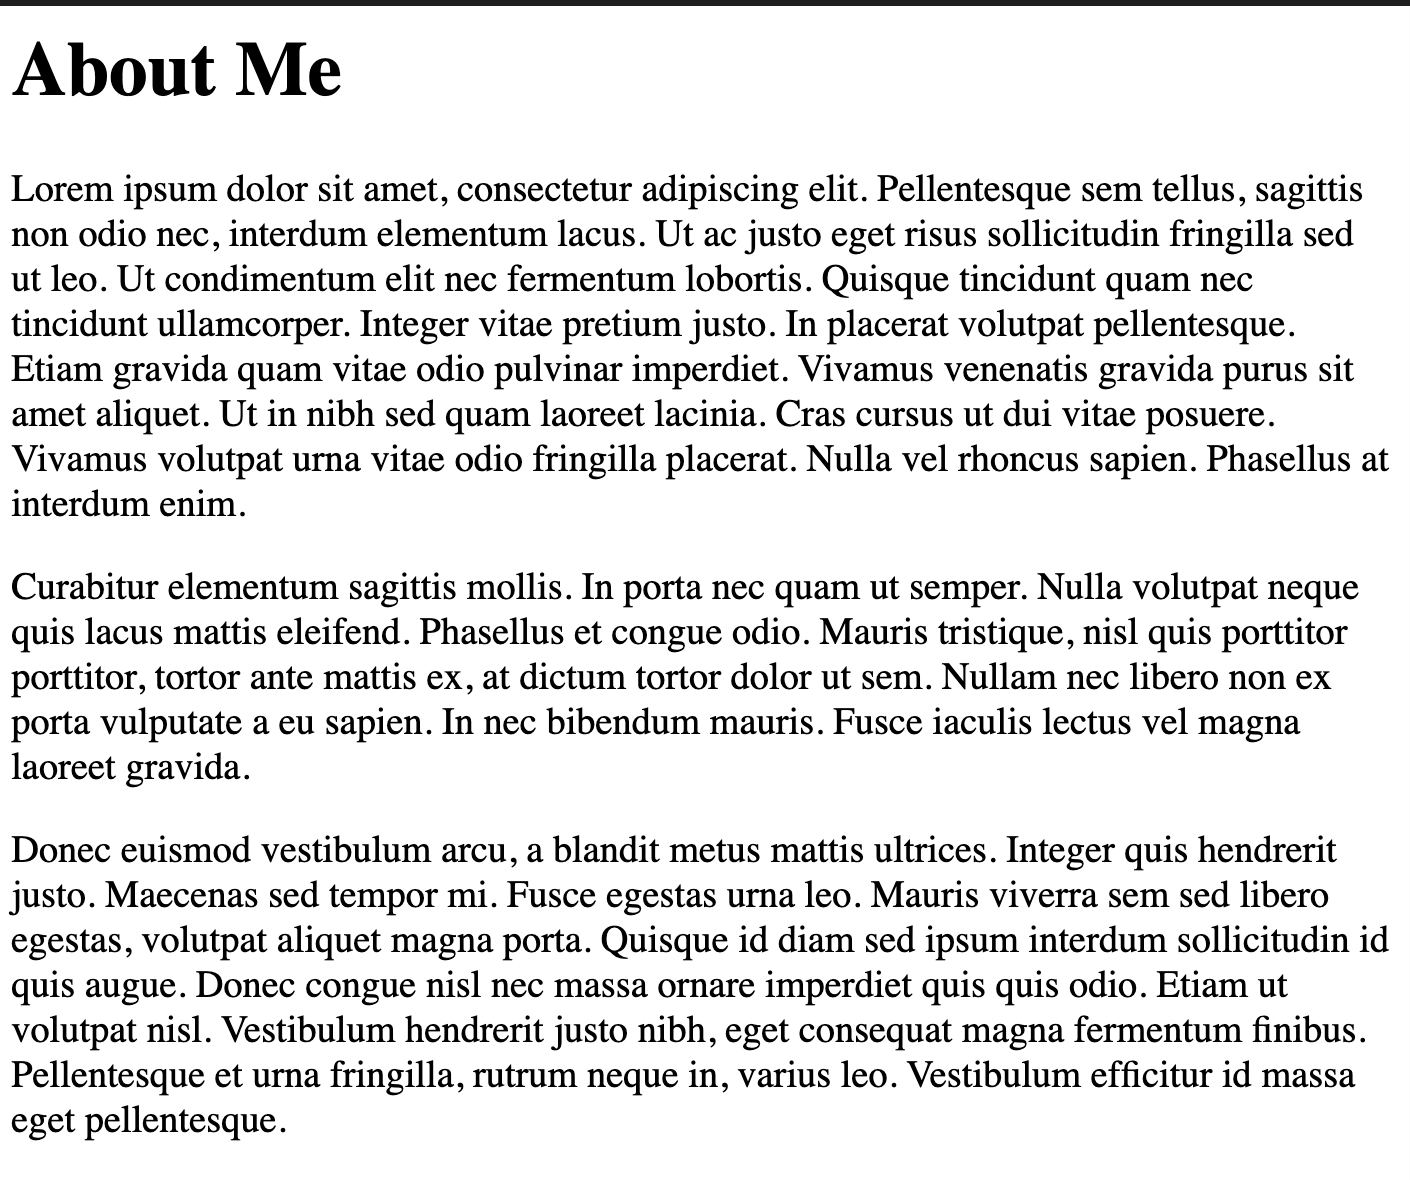 About Me
Lorem ipsum dolor sit amet, consectetur adipiscing elit. Pellentesque sem tellus, sagittis
non odio nec, interdum elementum lacus. Ut ac justo eget risus sollicitudin fringilla sed
ut leo. Ut condimentum elit nec fermentum lobortis. Quisque tincidunt quam nec
tincidunt ullamcorper. Integer vitae pretium justo. In placerat volutpat pellentesque.
Etiam gravida quam vitae odio pulvinar imperdiet. Vivamus venenatis gravida purus sit
amet aliquet. Ut in nibh sed quam laoreet lacinia. Cras cursus ut dui vitae posuere.
Vivamus volutpat urna vitae odio fringilla placerat. Nulla vel rhoncus sapien. Phasellus at
interdum enim.
Curabitur elementum sagittis mollis. In porta nec quam ut semper. Nulla volutpat neque
quis lacus mattis eleifend. Phasellus et congue odio. Mauris tristique, nisl quis porttitor
porttitor, tortor ante mattis ex, at dictum tortor dolor ut sem. Nullam nec libero non ex
porta vulputate a eu sapien. In nec bibendum mauris. Fusce iaculis lectus vel magna
laoreet gravida.
Donec euismod vestibulum arcu, a blandit metus mattis ultrices. Integer quis hendrerit
justo. Maecenas sed tempor mi. Fusce egestas urna leo. Mauris viverra sem sed libero
egestas, volutpat aliquet magna porta. Quisque id diam sed ipsum interdum sollicitudin id
quis augue. Donec congue nisl nec massa ornare imperdiet quis quis odio. Etiam ut
volutpat nisl. Vestibulum hendrerit justo nibh, eget consequat magna fermentum finibus.
Pellentesque et urna fringilla, rutrum neque in, varius leo. Vestibulum efficitur id massa
eget pellentesque.